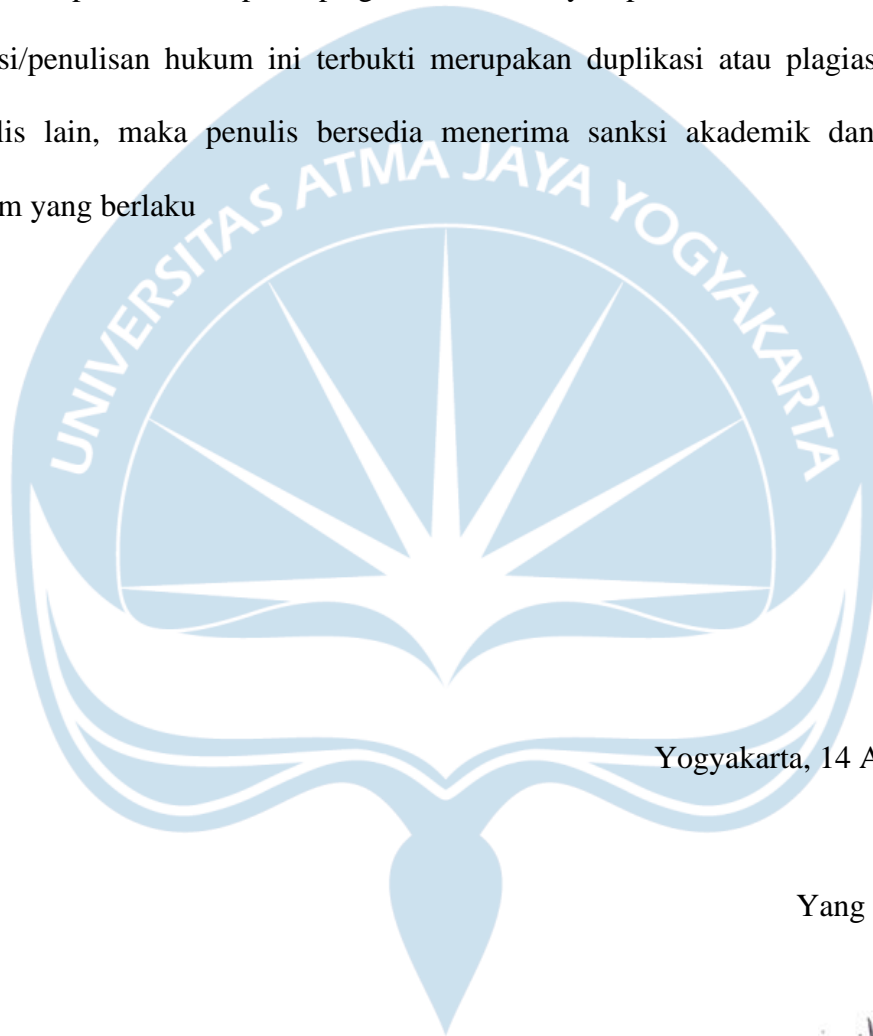 si/penulisan hukum ini terbukti merupakan duplikasi atau plagias
lis lain, maka penulis bersedia menerima sanksi akademik dan
m yang berlaku
UNIVERSITAS ATMA JAYA YOGYAKARTA
Yogyakarta, 14 A
Yang